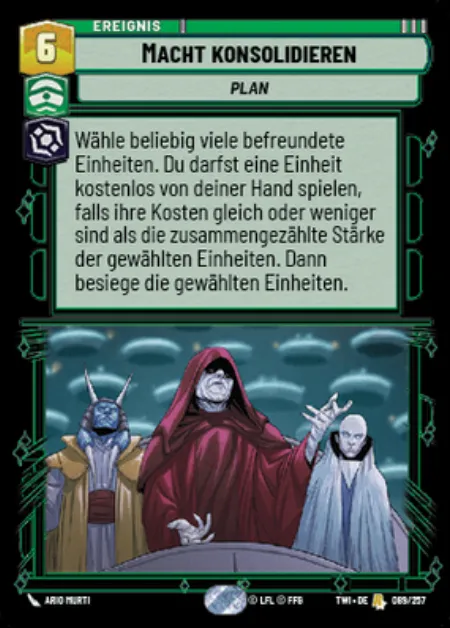 EREIGNIS
6
MACHT KONSOLIDIEREN
PLAN
Wähle beliebig viele befreundete
Einheiten. Du darfst eine Einheit
kostenlos von deiner Hand spielen,
falls ihre Kosten gleich oder weniger
sind als die zusammengezählte Stärke
der gewählten Einheiten. Dann
besiege die gewählten Einheiten.
ARIO MURTI
© LFL © FFG
TWI • DE
089/257